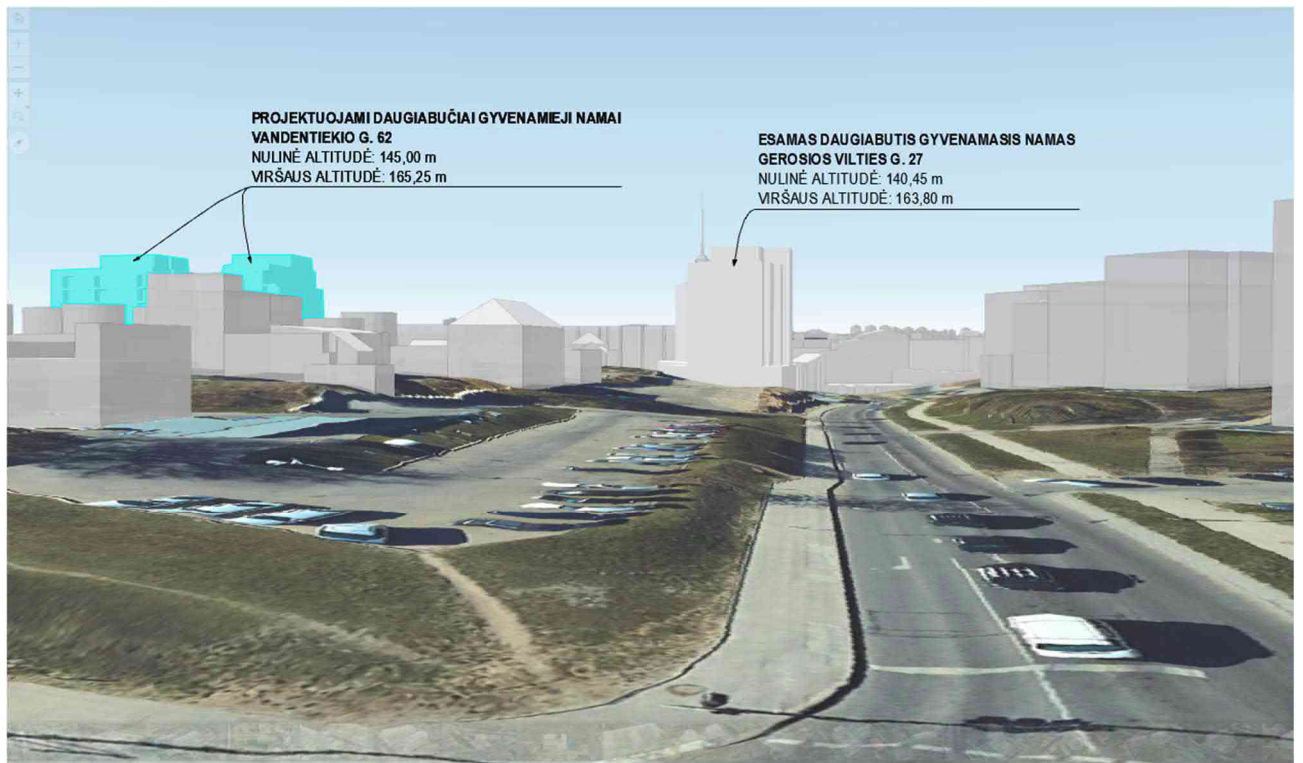 PROJEKTUOJAMI DAUGIABUČIAI GYVENAMIEJI NAMAI
VANDENTIEKIO G. 62
NULINĖ ALTITUDĖ: 145,00 m
VIRŠAUS ALTITUDĖ: 165,25 m
ESAMAS DAUGIABUTIS GYVENAMASIS NAMAS
GEROSIOS VILTIES G. 27
NULINĖ ALTITUDĖ: 140,45 m
VIRŠAUS ALTITUDĖ: 163,80 m